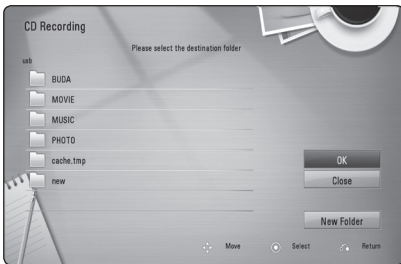 CD Recording
Please select the destination folder
usb
BUDA
MOVIE
MUSIC
PHOTO
cache.tmp
new
OK
Close
New Folder
Move Select Return